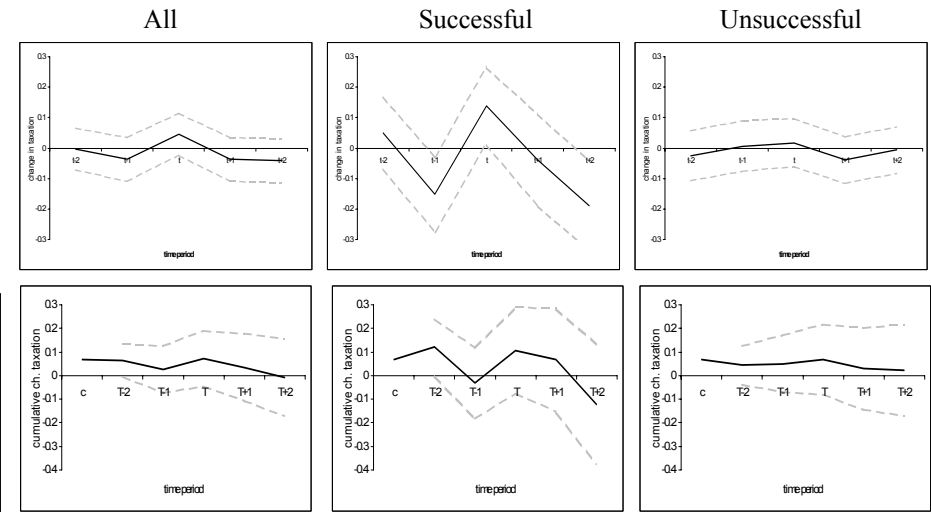 All
Successful
Unsuccessful
change in taxation
0.3
0.2
0.1
0
-0.1
-0.2
-0.3
t-2 t-1 t t+1 t+2
time period
change in taxation
0.3
0.2
0.1
0
-0.1
-0.2
-0.3
t-2 t-1 t t+1 t+2
time period
change in taxation
0.3
0.2
0.1
0
-0.1
-0.2
-0.3
t-2 t-1 t t+1 t+2
time period
cumulative ch. taxation
0.3
0.2
0.1
0
-0.1
-0.2
-0.3
-0.4
c T-2 T-1 T T+1 T+2
time period
cumulative ch. taxation
0.3
0.2
0.1
0
-0.1
-0.2
-0.3
-0.4
c T-2 T-1 T T+1 T+2
time period
cumulative ch. taxation
0.3
0.2
0.1
0
-0.1
-0.2
-0.3
-0.4
c T-2 T-1 T T+1 T+2
time period